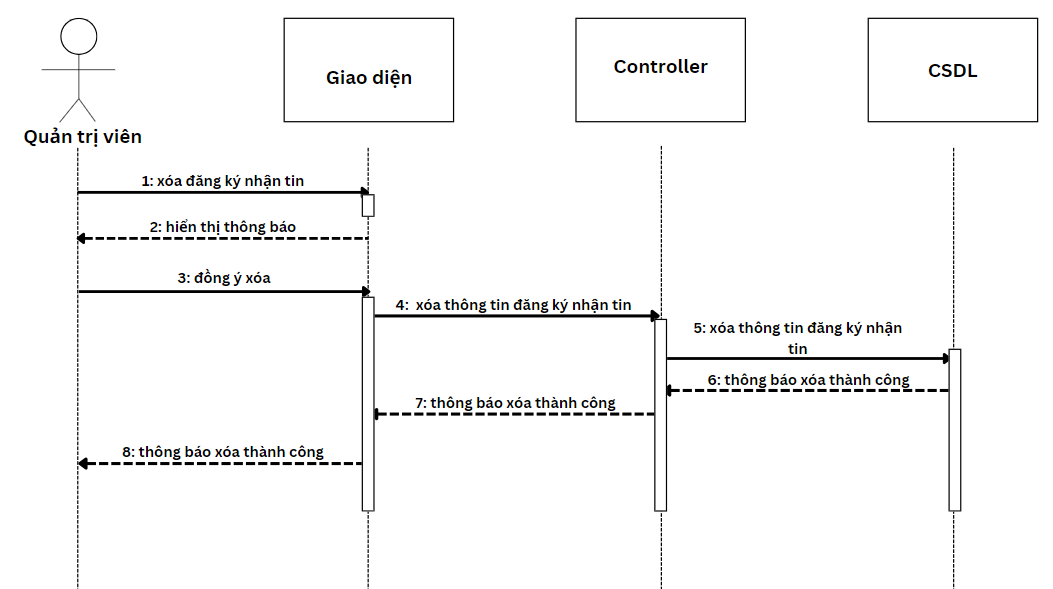 Giao diện
Controller
CSDL
Quản trị viên
1: xóa đăng ký nhận tin
2: hiển thị thông báo
3: đồng ý xóa
4:  xóa thông tin đăng ký nhận tin
5: xóa thông tin đăng ký nhận
tin
6: thông báo xóa thành công
7: thông báo xóa thành công
8: thông báo xóa thành công